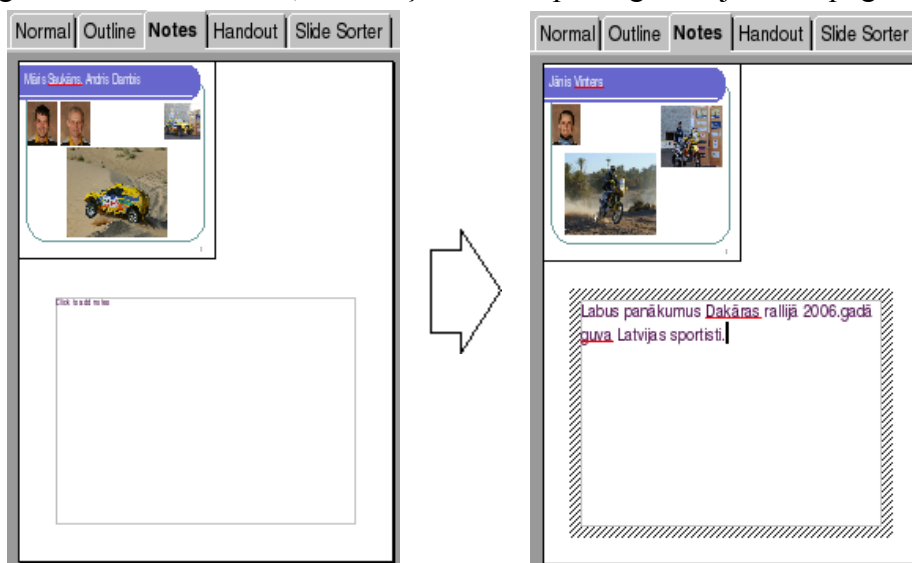 Normal Outline Notes Handout Slide Sorter
Māris Saukāns, Andris Dambis
Click to add notes
Normal Outline Notes Handout Slide Sorter
Jānis Vinters
Labus panākumus Dakāras rallijā 2006.gadā
guva Latvijas sportisti.